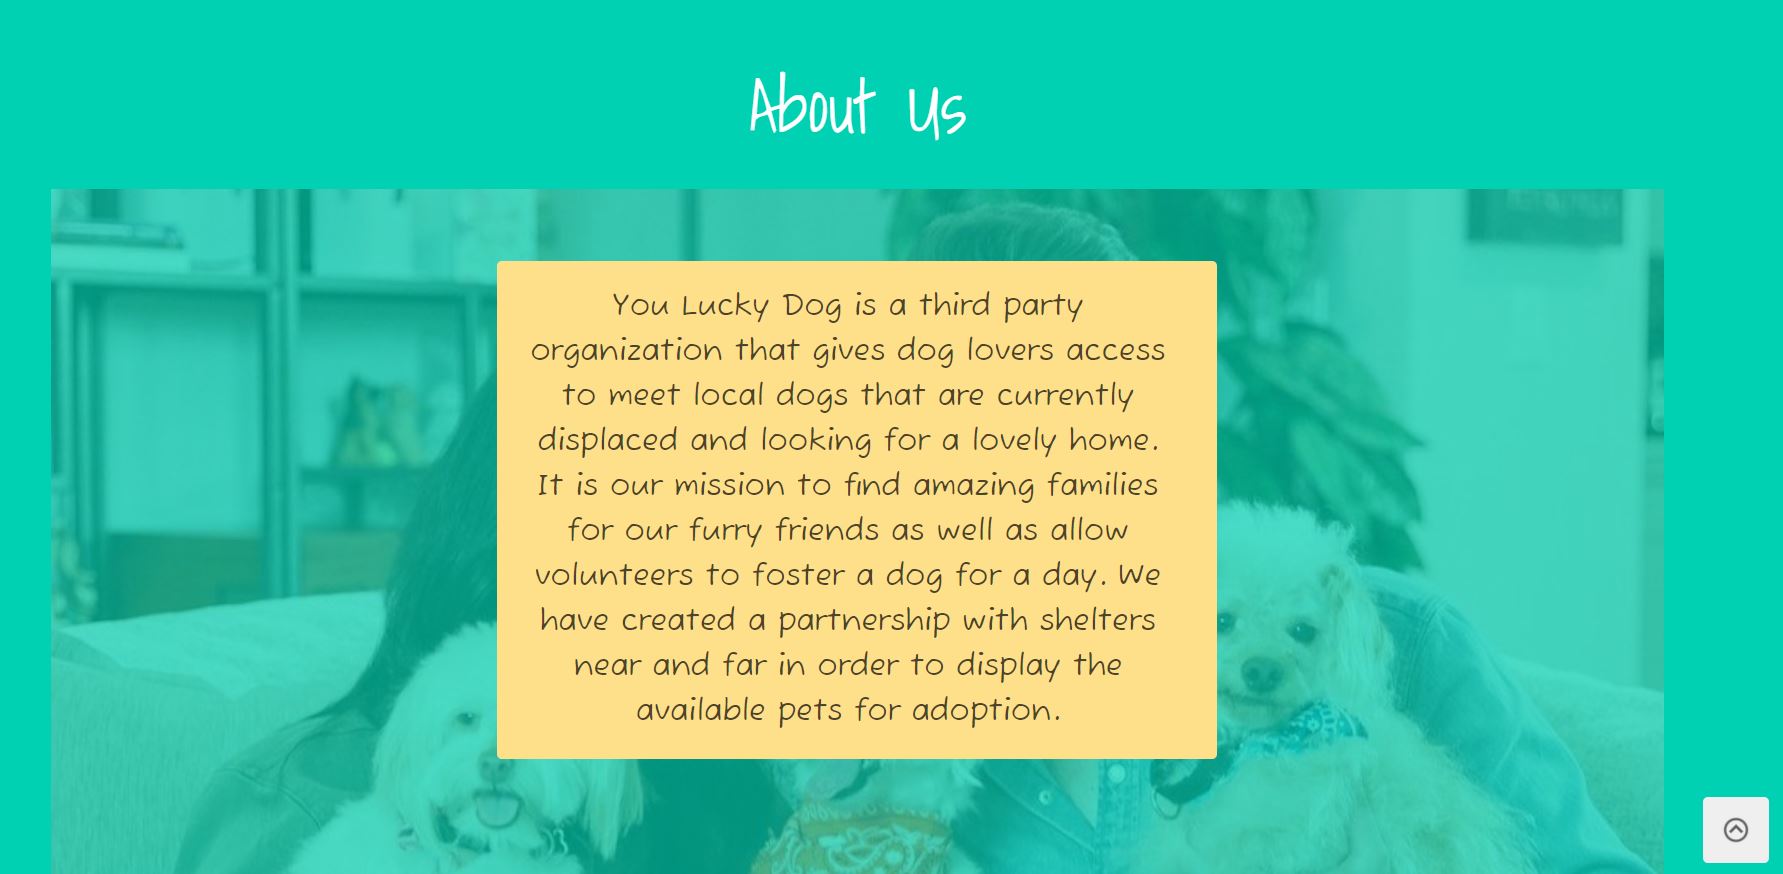 About Us
You Lucky Dog is a third party
organization that gives dog lovers access
to meet local dogs that are currently
displaced and looking for a lovely home.
It is our mission to find amazing families
for our furry friends as well as allow
volunteers to foster a dog for a day. We
have created a partnership with shelters
near and far in order to display the
available pets for adoption.